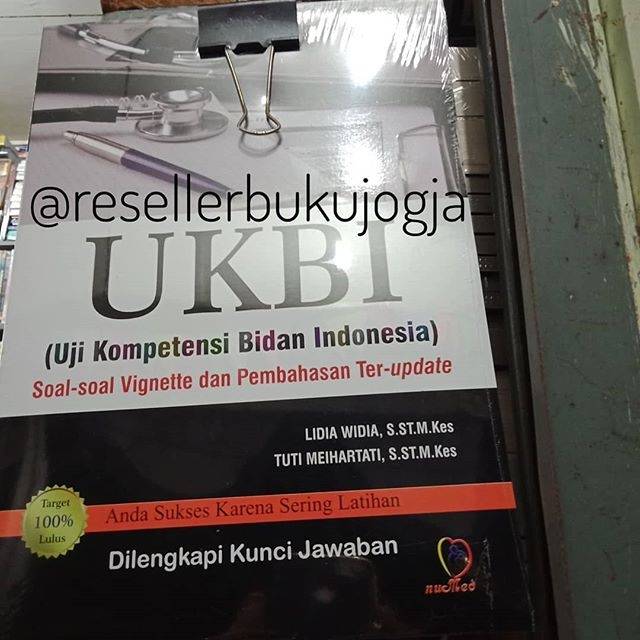 @resellerbukujogja
UKBI
(Uji Kompetensi Bidan Indonesia)
Soal-soal Vignette dan Pembahasan Ter-update
LIDIA WIDIA, S.ST.M.Kes
TUTI MEIHARTATI, S.ST.M.Kes
Target
100%
Lulus
Anda Sukses Karena Sering Latihan
Dilengkapi Kunci Jawaban
nuMed